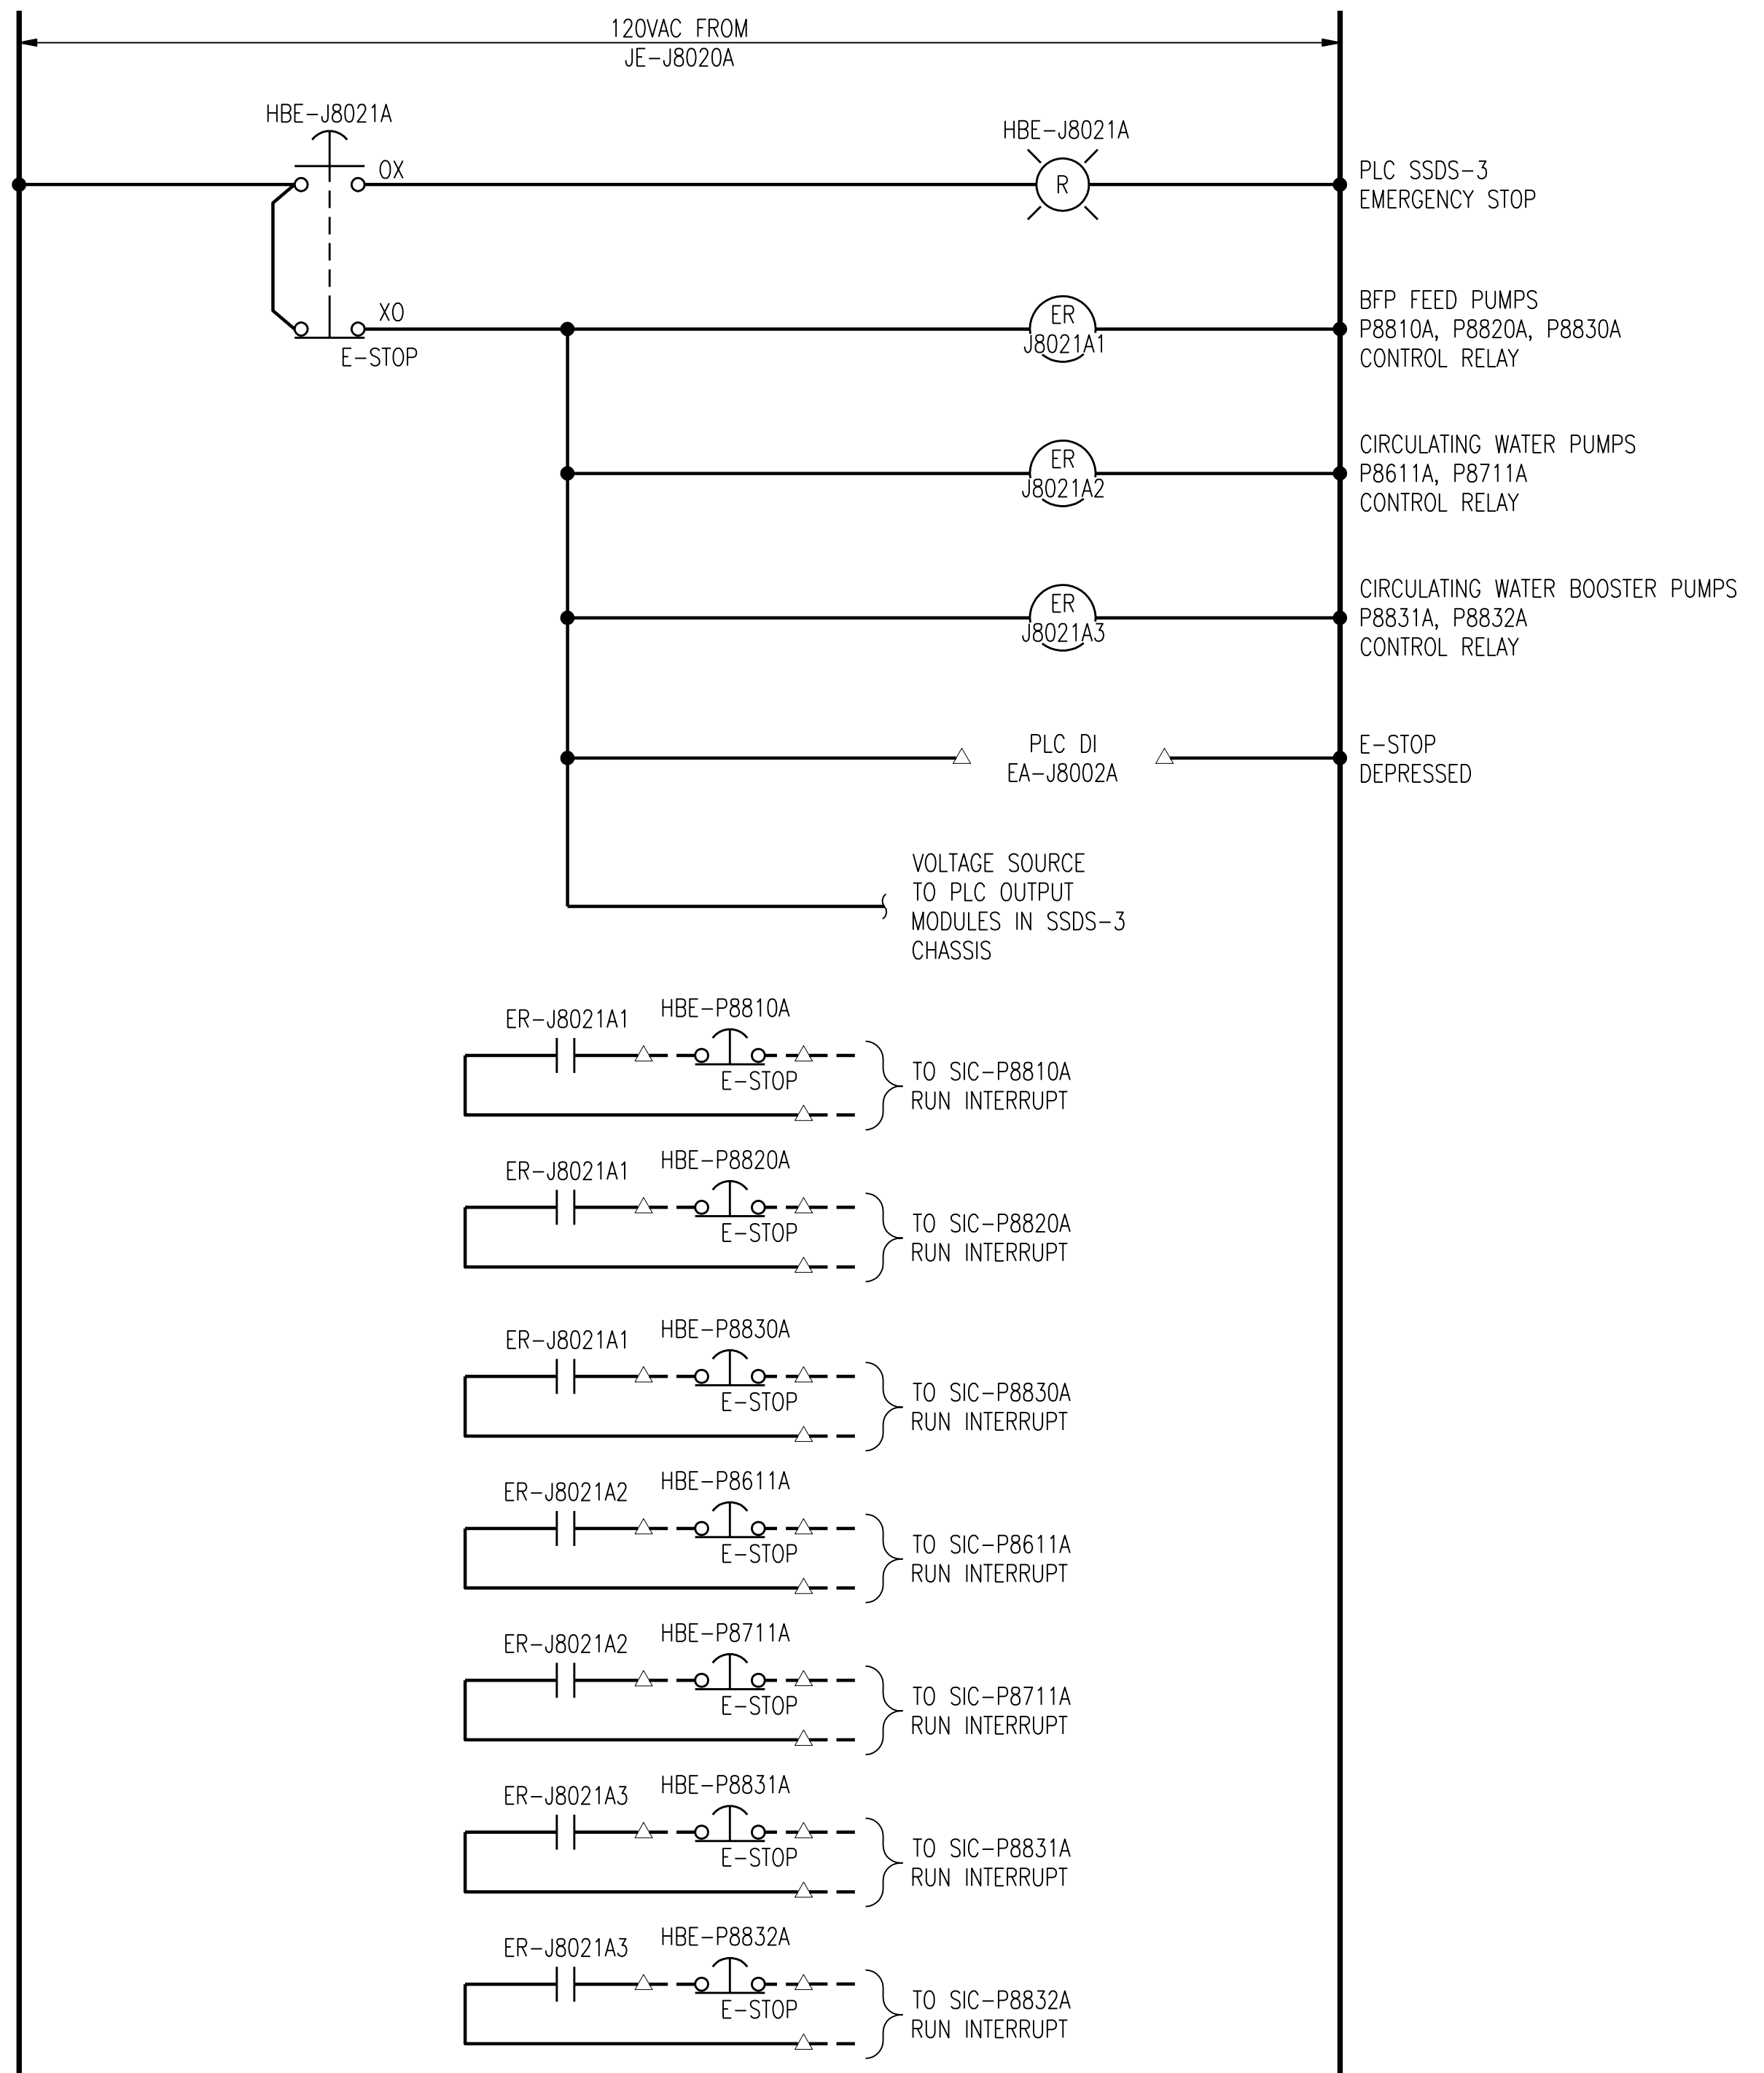 120VAC FROM
JE-J8020A
HBE-J8021A
OX
HBE-J8021A
R
PLC SSDS-3
EMERGENCY STOP
XO
E-STOP
ER
J8021A1
BFP FEED PUMPS
P8810A, P8820A, P8830A
CONTROL RELAY
ER
J8021A2
CIRCULATING WATER PUMPS
P8611A, P8711A
CONTROL RELAY
ER
J8021A3
CIRCULATING WATER BOOSTER PUMPS
P8831A, P8832A
CONTROL RELAY
PLC DI
EA-J8002A
E-STOP
DEPRESSED
VOLTAGE SOURCE
TO PLC OUTPUT
MODULES IN SSDS-3
CHASSIS
ER-J8021A1
HBE-P8810A
E-STOP
TO SIC-P8810A
RUN INTERRUPT
ER-J8021A1
HBE-P8820A
E-STOP
TO SIC-P8820A
RUN INTERRUPT
ER-J8021A1
HBE-P8830A
E-STOP
TO SIC-P8830A
RUN INTERRUPT
ER-J8021A2
HBE-P8611A
E-STOP
TO SIC-P8611A
RUN INTERRUPT
ER-J8021A2
HBE-P8711A
E-STOP
TO SIC-P8711A
RUN INTERRUPT
ER-J8021A3
HBE-P8831A
E-STOP
TO SIC-P8831A
RUN INTERRUPT
ER-J8021A3
HBE-P8832A
E-STOP
TO SIC-P8832A
RUN INTERRUPT